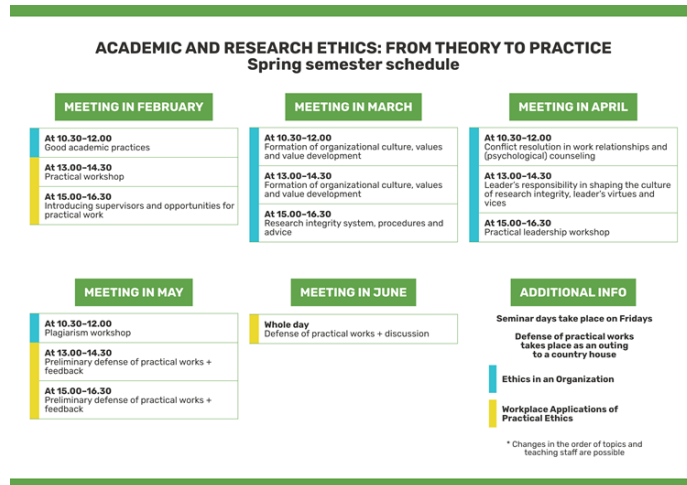 ACADEMIC AND RESEARCH ETHICS: FROM THEORY TO PRACTICE
Spring semester schedule
MEETING IN FEBRUARY
At 10.30–12.00
Good academic practices
At 13.00–14.30
Practical workshop
At 15.00–16.30
Introducing supervisors and opportunities for
practical work
MEETING IN MARCH
At 10.30–12.00
Formation of organizational culture, values
and value development
At 13.00–14.30
Formation of organizational culture, values
and value development
At 15.00–16.30
Research integrity system, procedures and
advice
MEETING IN APRIL
At 10.30–12.00
Conflict resolution in work relationships and
(psychological) counseling
At 13.00–14.30
Leader's responsibility in shaping the culture
of research integrity, leader's virtues and
vices
At 15.00–16.30
Practical leadership workshop
MEETING IN MAY
At 10.30–12.00
Plagiarism workshop
At 13.00–14.30
Preliminary defense of practical works +
feedback
At 15.00–16.30
Preliminary defense of practical works +
feedback
MEETING IN JUNE
Whole day
Defense of practical works + discussion
ADDITIONAL INFO
Seminar days take place on Fridays
Defense of practical works
takes place as an outing
to a country house
Ethics in an Organization
Workplace Applications of
Practical Ethics
* Changes in the order of topics and
teaching staff are possible